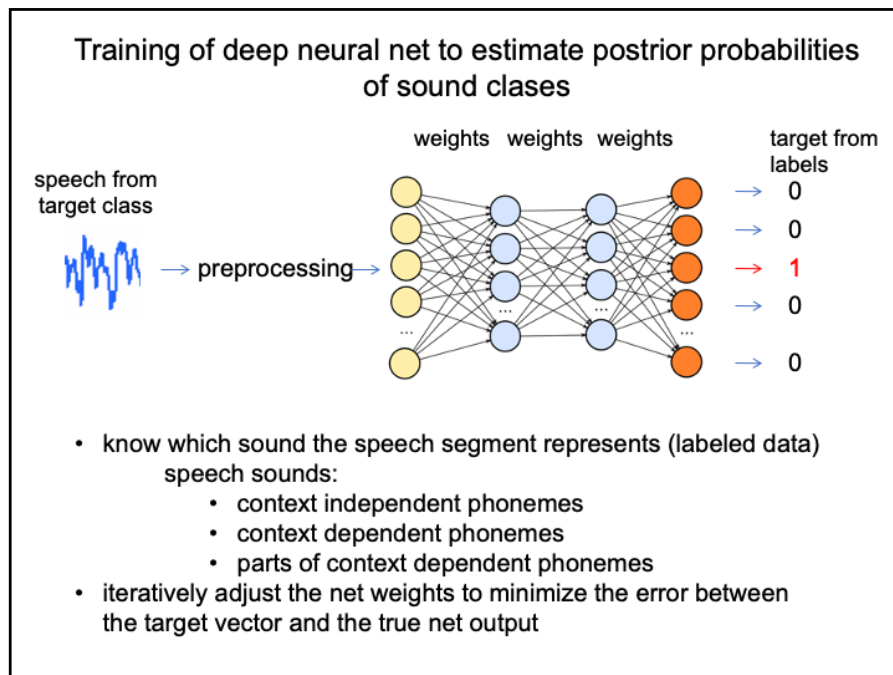 Training of deep neural net to estimate postrior probabilities
of sound clases
weights weights weights
target from
labels
speech from
target class
preprocessing
0
0
1
0
0
...
...
...
...
• know which sound the speech segment represents (labeled data)
speech sounds:
• context independent phonemes
• context dependent phonemes
• parts of context dependent phonemes
• iteratively adjust the net weights to minimize the error between
the target vector and the true net output